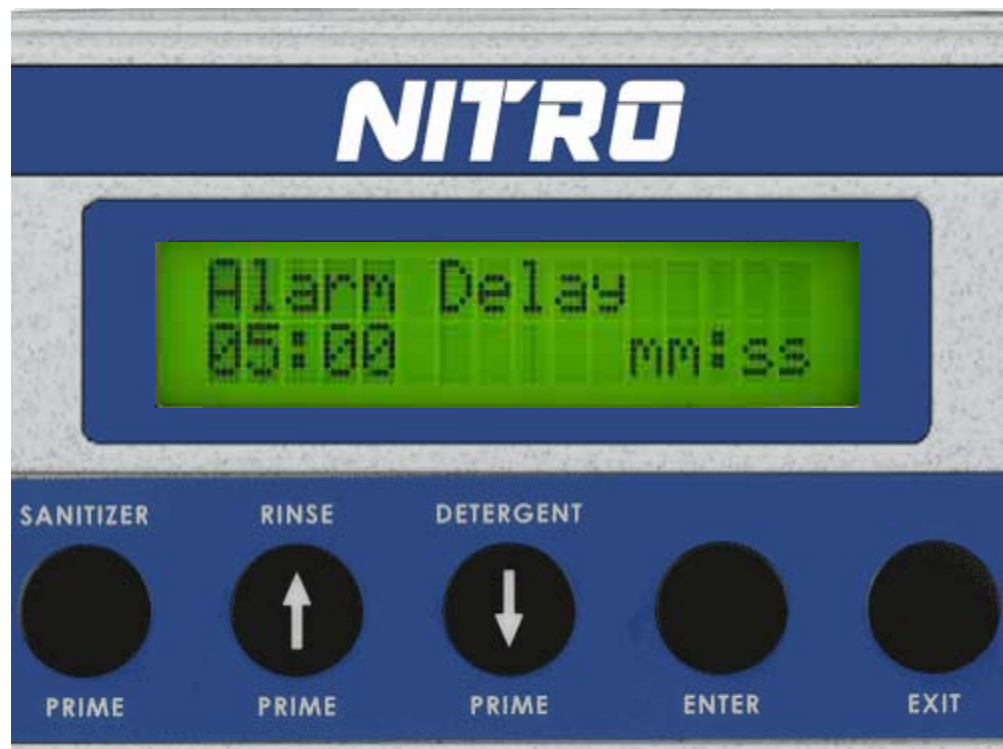 NITRO
Alarm Delay
05:00 mm:ss
SANITIZER RINSE DETERGENT
PRIME PRIME PRIME ENTER EXIT